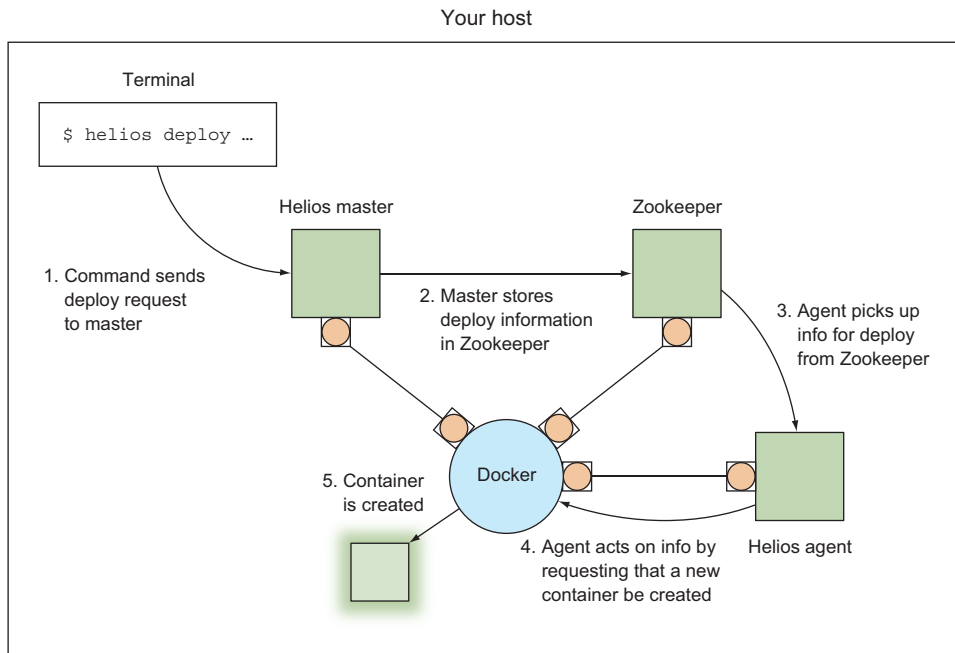 Your host
Terminal
$ helios deploy …
Helios master
Zookeeper
1. Command sends
deploy request
to master
2. Master stores
deploy information
in Zookeeper
3. Agent picks up
info for deploy
from Zookeeper
Docker
5. Container
is created
4. Agent acts on info by
requesting that a new
container be created
Helios agent